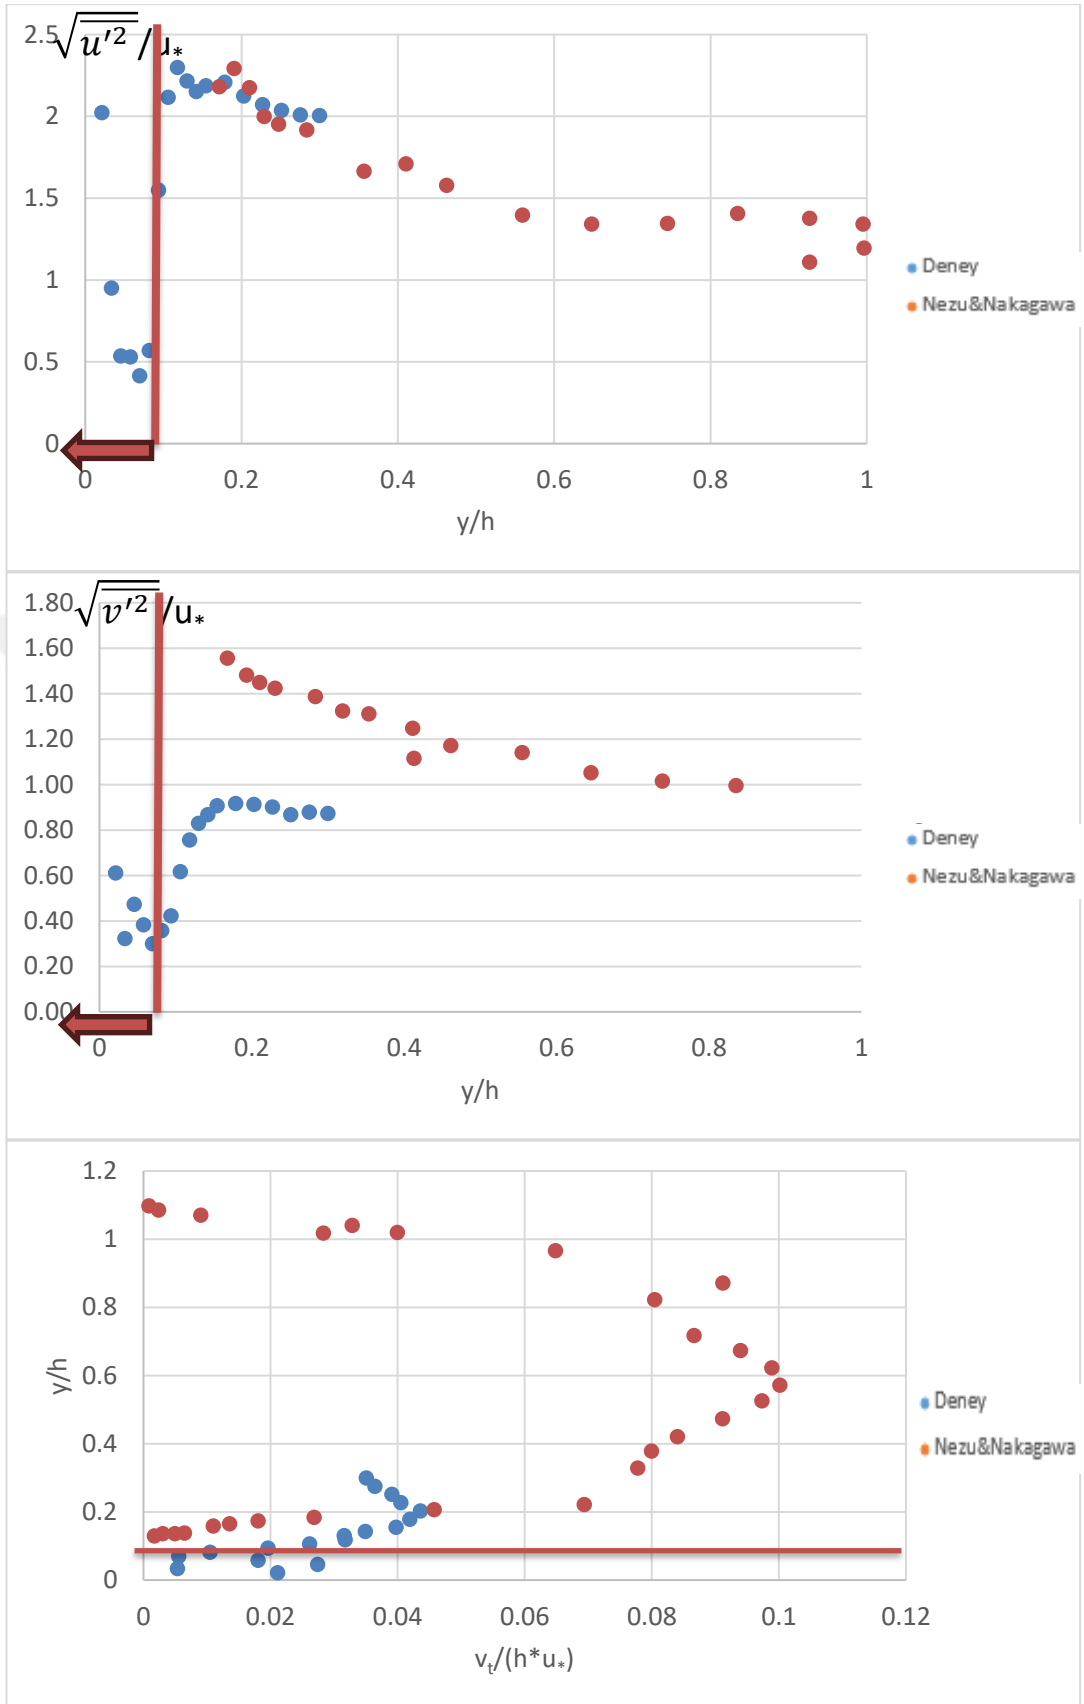 √u′² /u*
2.5
2
1.5
1
0.5
0
0 0.2 0.4 0.6 0.8 1
y/h
Deney
Nezu&Nakagawa
√v′² /u*
1.80
1.60
1.40
1.20
1.00
0.80
0.60
0.40
0.20
0.00
0 0.2 0.4 0.6 0.8 1
y/h
Deney
Nezu&Nakagawa
1.2
1
0.8
0.6
0.4
0.2
0
y/h
0 0.02 0.04 0.06 0.08 0.1 0.12
vt/(h*u*)
Deney
Nezu&Nakagawa